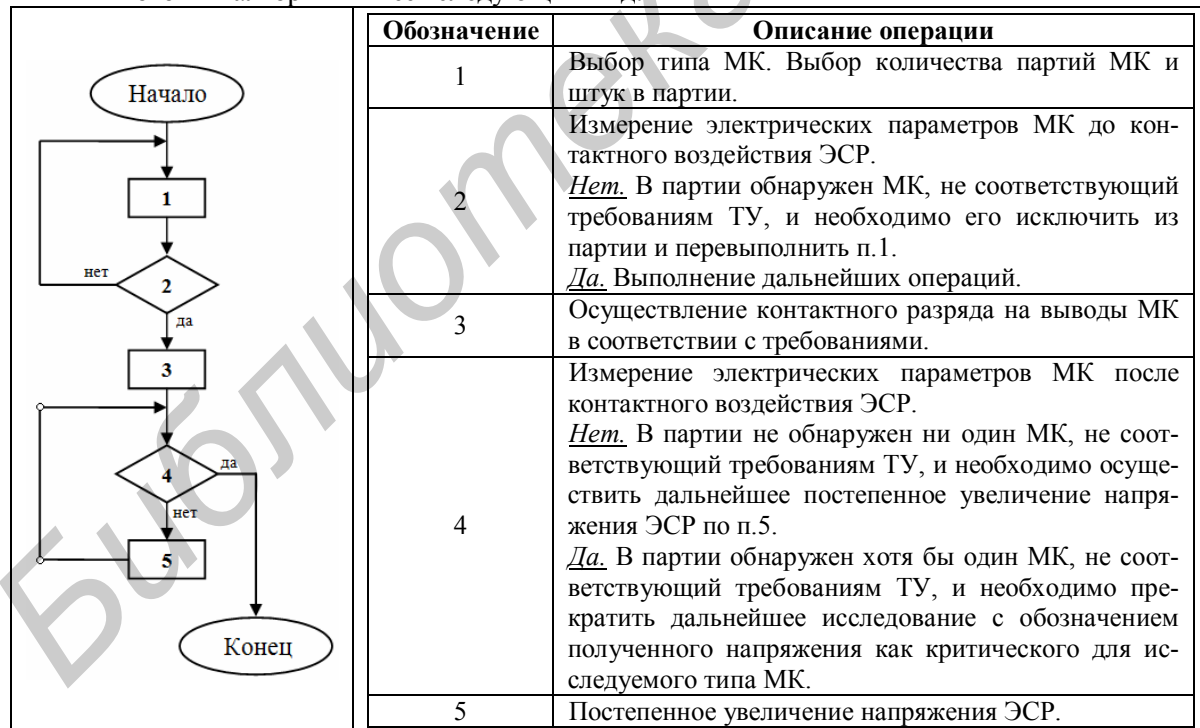 Начало
1
нет
2
да
3
да
4
нет
5
Конец
Обозначение Описание операции
1 Выбор типа МК. Выбор количества партий МК и
штук в партии.
Измерение электрических параметров МК до кон-
тактного воздействия ЭСР.
Нет. В партии обнаружен МК, не соответствующий
2 требованиям ТУ, и необходимо его исключить из
партии и перевыполнить п.1.
Да. Выполнение дальнейших операций.
3 Осуществление контактного разряда на выводы МК
в соответствии с требованиями.
Измерение электрических параметров МК после
контактного воздействия ЭСР.
Нет. В партии не обнаружен ни один МК, не соот-
ветствующий требованиям ТУ, и необходимо осуще-
ствить дальнейшее постепенное увеличение напря-
4 жения ЭСР по п.5.
Да. В партии обнаружен хотя бы один МК, не соот-
ветствующий требованиям ТУ, и необходимо пре-
кратить дальнейшее исследование с обозначением
полученного напряжения как критического для ис-
следуемого типа МК.
5 Постепенное увеличение напряжения ЭСР.
Библиотека